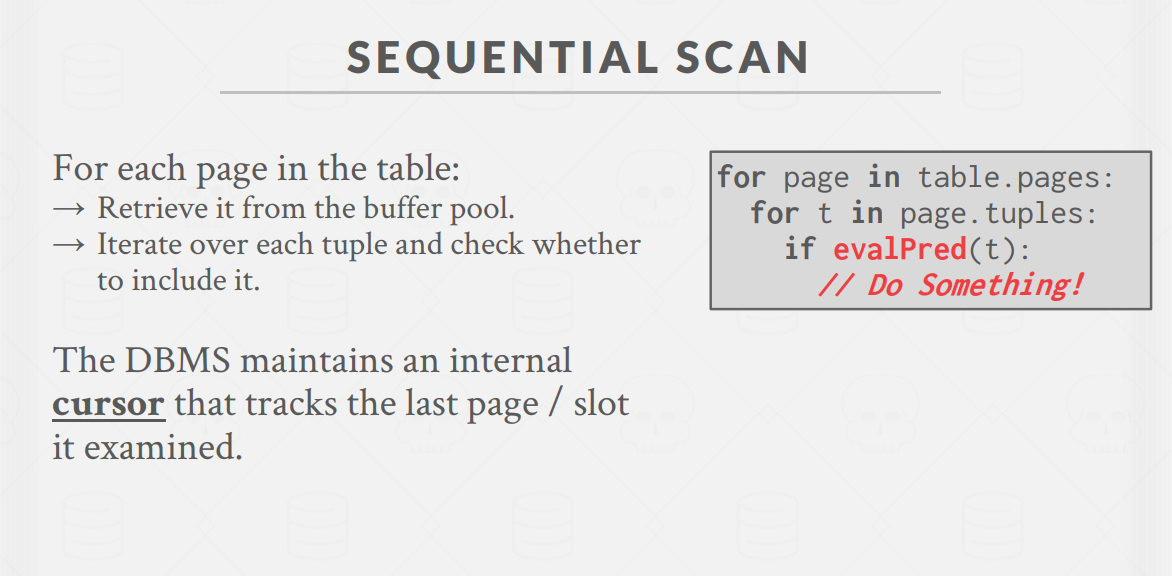 SEQUENTIAL SCAN
For each page in the table:
→ Retrieve it from the buffer pool.
→ Iterate over each tuple and check whether
to include it.
The DBMS maintains an internal
cursor that tracks the last page / slot
it examined.
for page in table.pages:
for t in page.tuples:
if evalPred(t):
// Do Something!